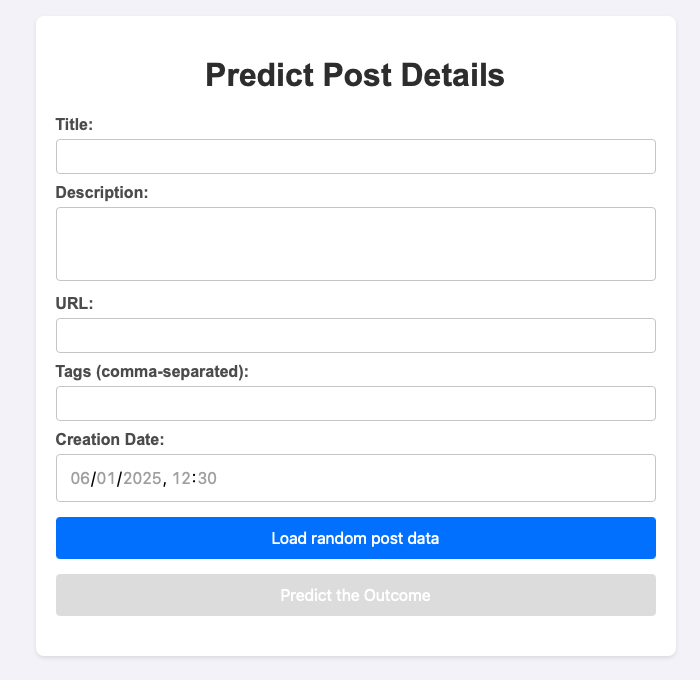 Predict Post Details
Title:
Description:
URL:
Tags (comma-separated):
Creation Date:
06/01/2025, 12:30
Load random post data
Predict the Outcome